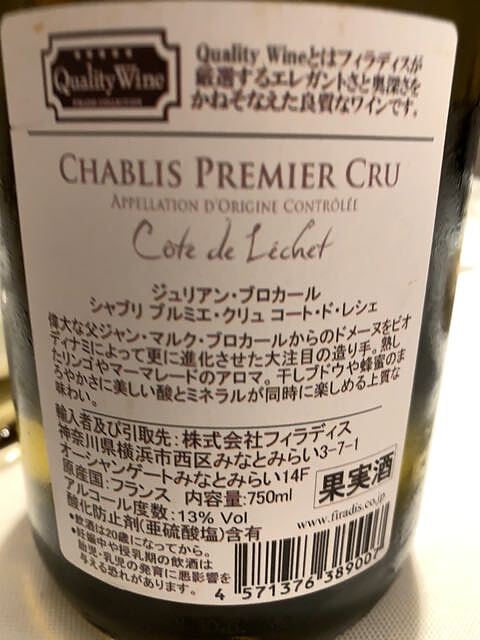 Quality Wine
Quality Wineとはフィラディスが
厳選するエレガントさと奥深さを
かねそなえた良質なワインです。
CHABLIS PREMIER CRU
APPELLATION D'ORIGINE CONTRÔLÉE
Côte de Léchet
ジュリアン・ブロカール
シャブリ プルミエ・クリュ コート・ド・レシェ
偉大な父ジャン・マルク・ブロカールからのドメーヌをビオ
ディナミによって更に進化させた大注目の造り手。熟し
たリンゴやマーマレードのアロマ。干しブドウや蜂蜜のま
ろやかさに美しい酸とミネラルが同時に楽しめる上質な
味わい。
輸入者及び引取先:株式会社フィラディス
神奈川県横浜市西区みなとみらい3-7-1
オーシャンゲートみなとみらい14F
原産国:フランス 内容量:750ml
アルコール度数:13% Vol
酸化防止剤(亜硫酸塩)含有
果実酒
www.firadis.co.jp
•飲酒は20歳になってから。
•妊娠中や授乳期の飲酒は
胎児・乳児の発育に悪影響を
与える恐れがあります。
4 571376 389007